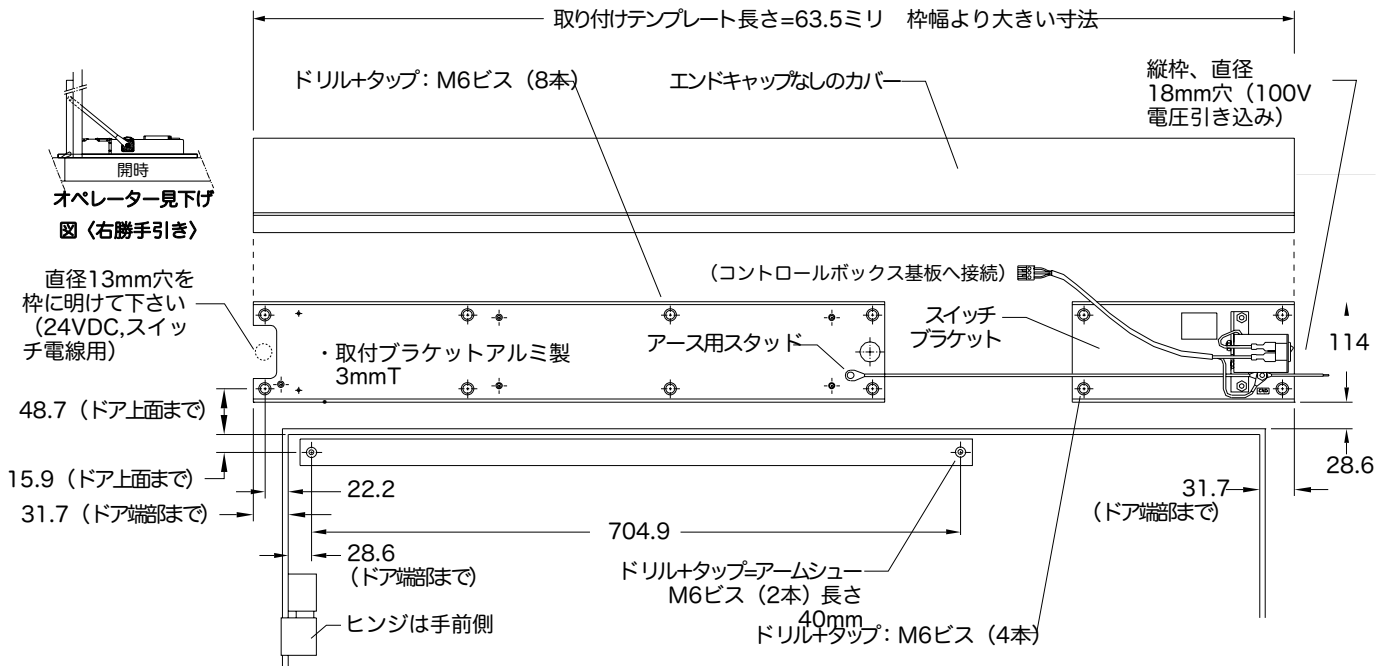 取り付けテンプレート長さ=63.5ミリ 枠幅より大きい寸法
ドリル+タップ:M6ビス(8本)
エンドキャップなしのカバー
縦枠、直径
18mm穴(100V
電圧引き込み)
開時
オペレーター見下げ
図〈右勝手引き〉
直径13mm穴を
枠に明けて下さい
(24VDC,スイッ
チ電線用)
(コントロールボックス基板へ接続)
スイッチ
ブラケット
アース用スタッド
・取付ブラケットアルミ製
3mmT
114
48.7(ドア上面まで)
15.9(ドア上面まで)
31.7(ドア端部まで)
22.2
704.9
28.6
(ドア端部まで)
31.7
(ドア端部まで)
28.6
ドリル+タップ=アームシュー
M6ビス(2本)長さ
40mm
ドリル+タップ:M6ビス(4本)
ヒンジは手前側